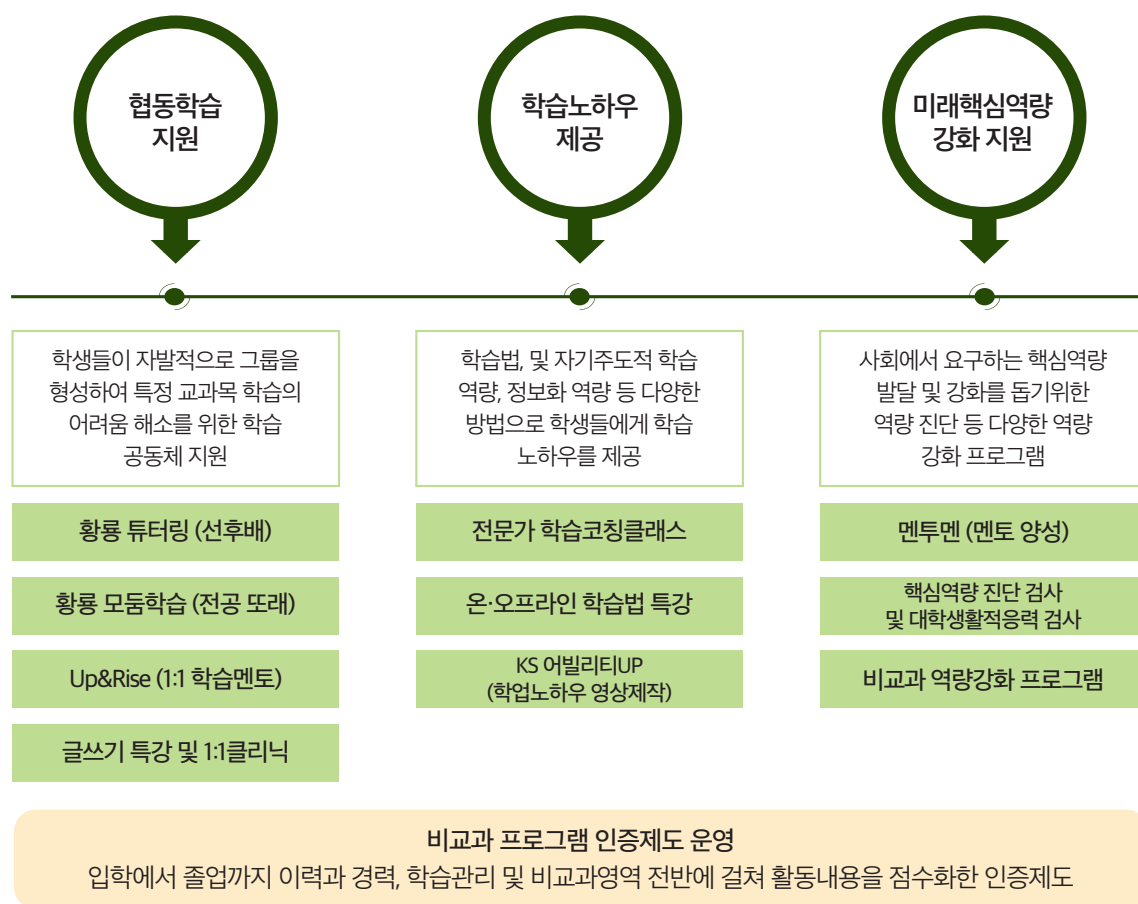 협동학습
지원
학습노하우
제공
미래핵심역량
강화 지원
학생들이 자발적으로 그룹을
형성하여 특정 교과목 학습의
어려움 해소를 위한 학습
공동체 지원
황룡 튜터링 (선후배)
황룡 모둠학습 (전공 또래)
Up&Rise (1:1 학습멘토)
글쓰기 특강 및 1:1클리닉
학습법, 및 자기주도적 학습
역량, 정보화 역량 등 다양한
방법으로 학생들에게 학습
노하우를 제공
전문가 학습코칭클래스
온·오프라인 학습법 특강
KS 어빌리티UP
(학업노하우 영상제작)
사회에서 요구하는 핵심역량
발달 및 강화를 돕기위한
역량 진단 등 다양한 역량
강화 프로그램
멘투멘 (멘토 양성)
핵심역량 진단 검사
및 대학생활적응력 검사
비교과 역량강화 프로그램
비교과 프로그램 인증제도 운영
입학에서 졸업까지 이력과 경력, 학습관리 및 비교과영역 전반에 걸쳐 활동내용을 점수화한 인증제도